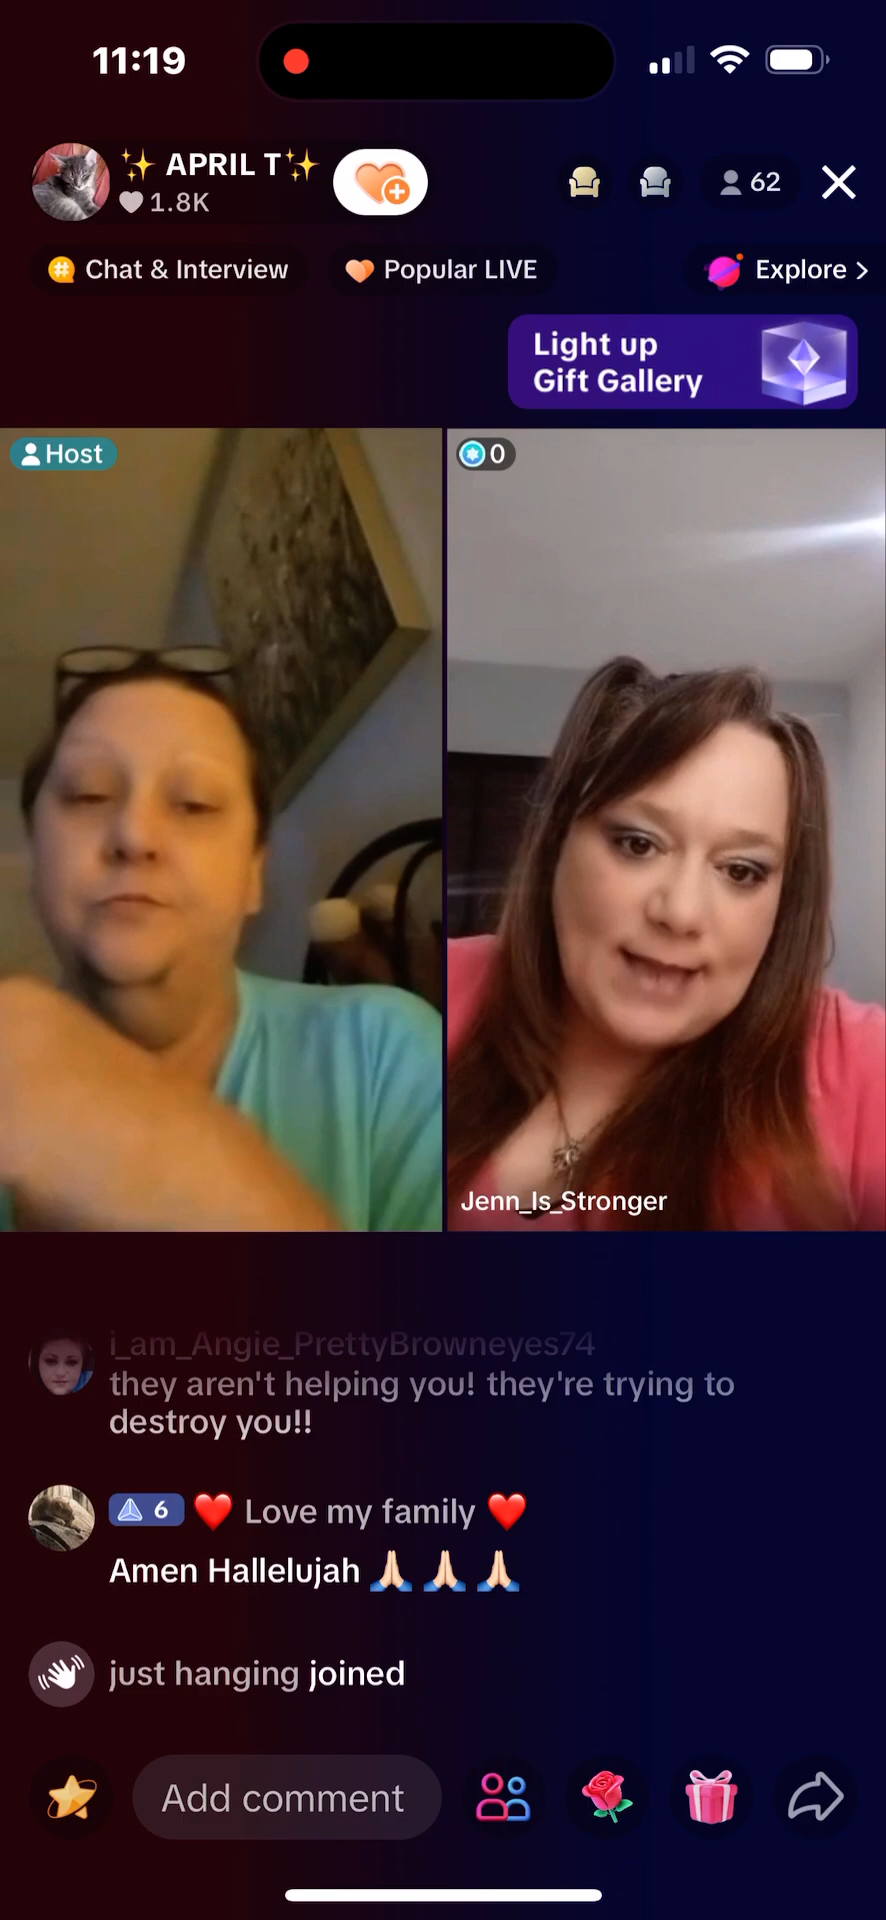 11:19
✨ APRIL T✨
1.8K
62
Chat & Interview
Popular LIVE
Explore >
Light up
Gift Gallery
Host
0
Jenn_Is_Stronger
i_am_Angie_PrettyBrowneyes74
they aren't helping you! they're trying to
destroy you!!
6 ❤️ Love my family ❤️
Amen Hallelujah 🙏🏻 🙏🏻 🙏🏻
just hanging joined
Add comment